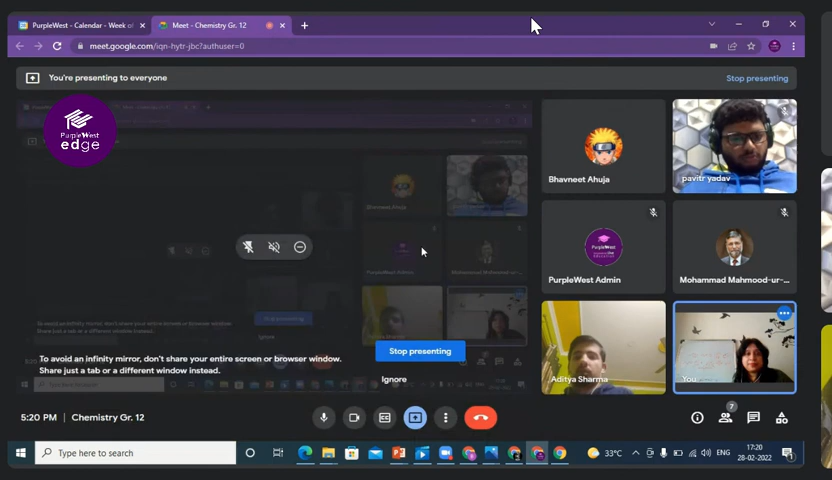 PurpleWest - Calendar - Week of
Meet - Chemistry Gr. 12
meet.google.com/iqn-hytr-jbc?authuser=0
You're presenting to everyone
Stop presenting
PurpleWest
edge
Bhavneet Ahuja
pavitr yadav
PurpleWest
PurpleWest Admin
Mohammad Mahmood-ur-...
To avoid an infinity mirror, don't share your entire screen or browser window.
Share just a tab or a different window instead.
Stop presenting
Ignore
Aditya Sharma
You
5:20 PM | Chemistry Gr. 12
7
Type here to search
33°C
ENG
17:20
28-02-2022